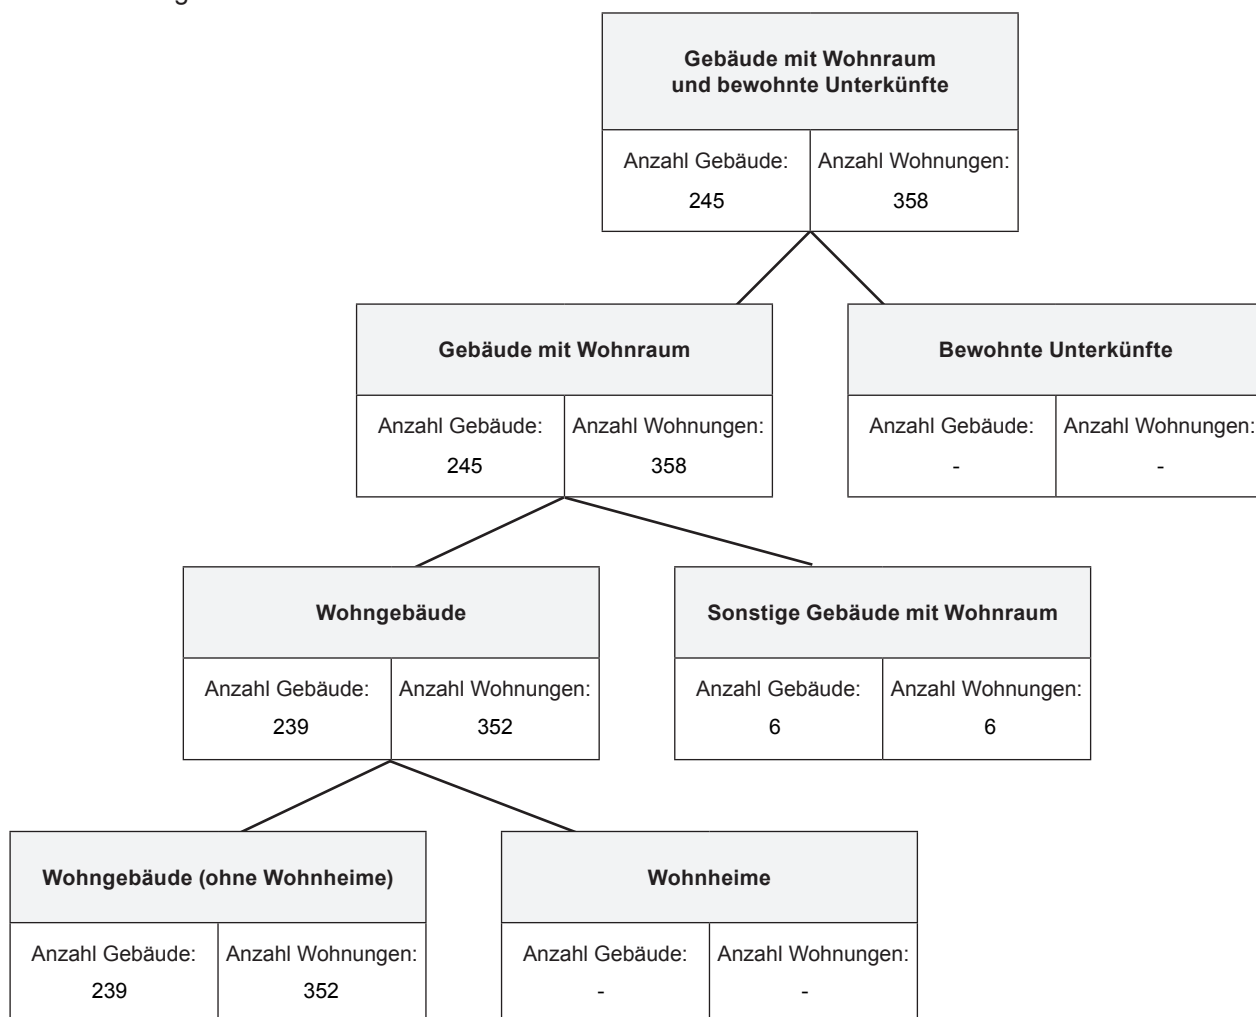 Gebäude mit Wohnraum
und bewohnte Unterkünfte
Anzahl Gebäude: Anzahl Wohnungen:
245 358
Gebäude mit Wohnraum
Anzahl Gebäude: Anzahl Wohnungen:
245 358
Bewohnte Unterkünfte
Anzahl Gebäude: Anzahl Wohnungen:
- -
Wohngebäude
Anzahl Gebäude: Anzahl Wohnungen:
239 352
Sonstige Gebäude mit Wohnraum
Anzahl Gebäude: Anzahl Wohnungen:
6 6
Wohngebäude (ohne Wohnheime)
Anzahl Gebäude: Anzahl Wohnungen:
239 352
Wohnheime
Anzahl Gebäude: Anzahl Wohnungen:
- -